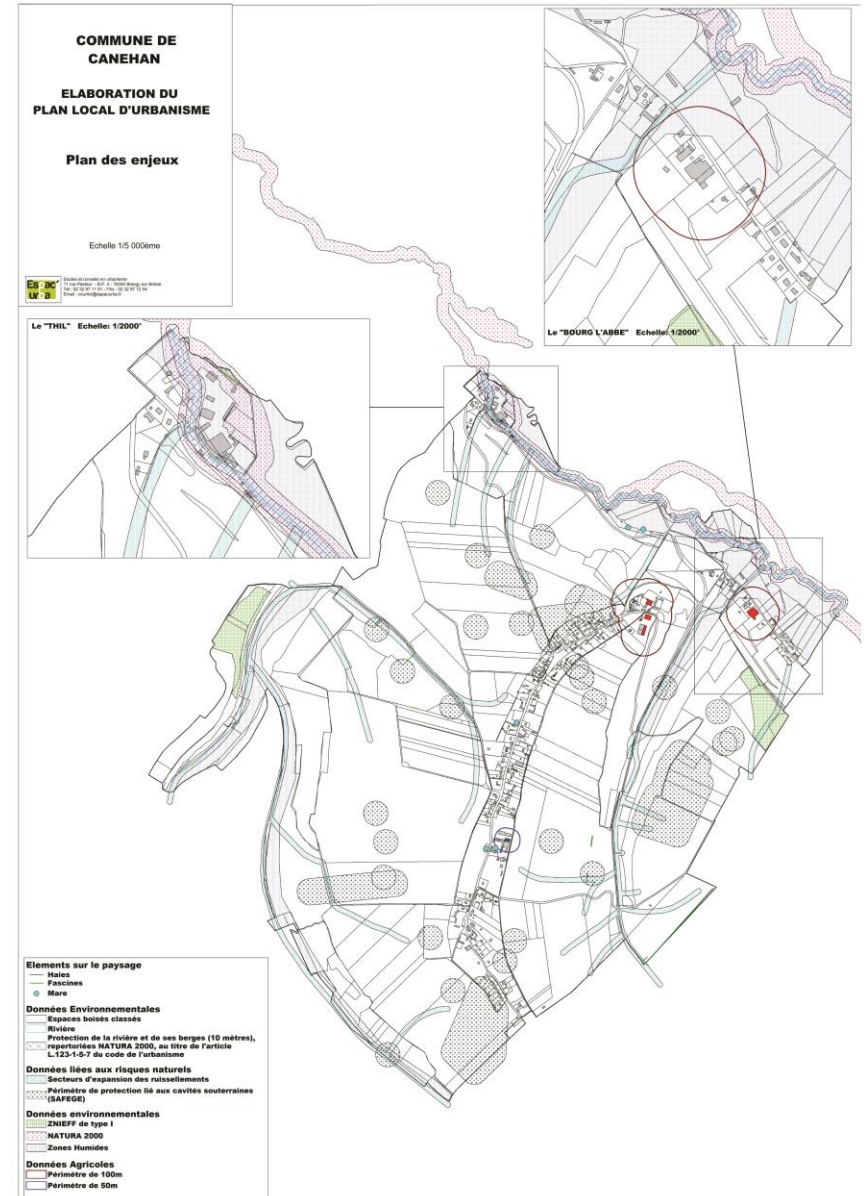 COMMUNE DE
CANEHAN
ELABORATION DU
PLAN LOCAL D'URBANISME
Plan des enjeux
Echelle 1/5 000ème
Etudes et conseils en urbanisme
Le "THIL" Echelle: 1/2000°
Le "BOURG L'ABBE" Echelle: 1/2000°
Elements sur le paysage
Haies
Fascines
Mare
Données Environnementales
Espaces boisés classés
Rivière
Protection de la rivière et de ses berges (10 mètres),
repertoriées NATURA 2000, au titre de l'article
L.123-1-5-7 du code de l'urbanisme
Données liées aux risques naturels
Secteurs d'expansion des ruissellements
Périmètre de protection lié aux cavités souterraines
(SAFEGE)
Données environnementales
ZNIEFF de type I
NATURA 2000
Zones Humides
Données Agricoles
Périmètre de 100m
Périmètre de 50m